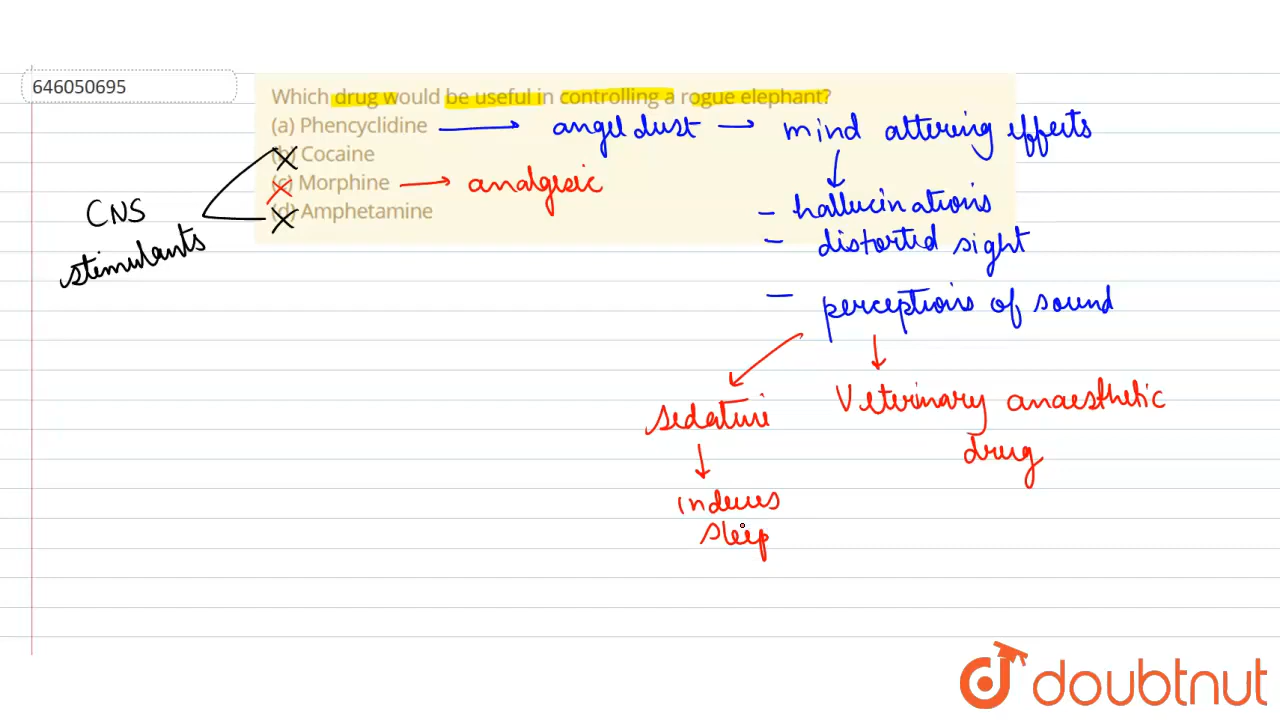 646050695
Which drug would be useful in controlling a rogue elephant?
(a) Phencyclidine → angel dust → mind altering effects
(b) Cocaine
(c) Morphine → analgesic
(d) Amphetamine
CNS
stimulants
- hallucinations
- distorted sight
- perceptions of sound
sedative
Veterinary anaesthetic
drug
induces
sleep
doubtnut